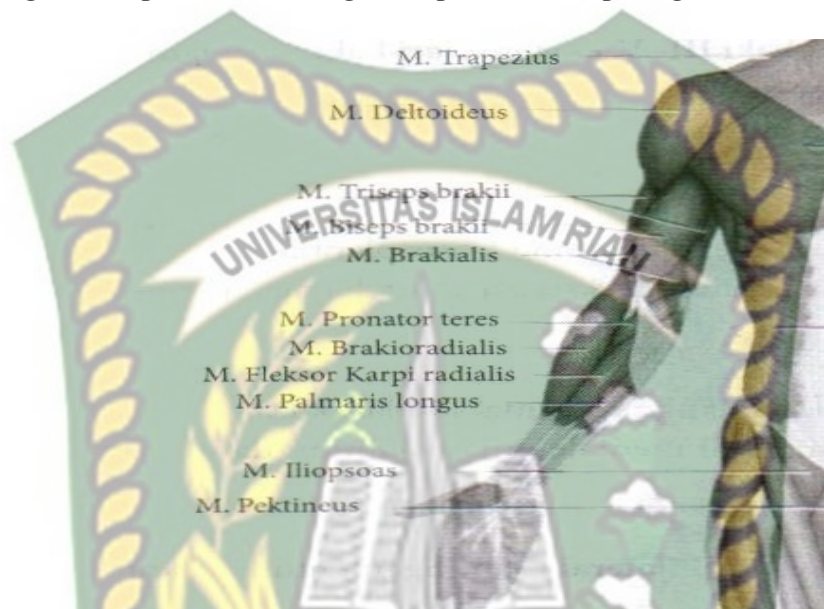 M. Trapezius
M. Deltoideus
M. Triseps brakii
UNIVERSITAS ISLAM RIAU
M. Biseps brakii
M. Brakialis
M. Pronator teres
M. Brakioradialis
M. Fleksor Karpi radialis
M. Palmaris longus
M. Iliopsoas
M. Pektineus